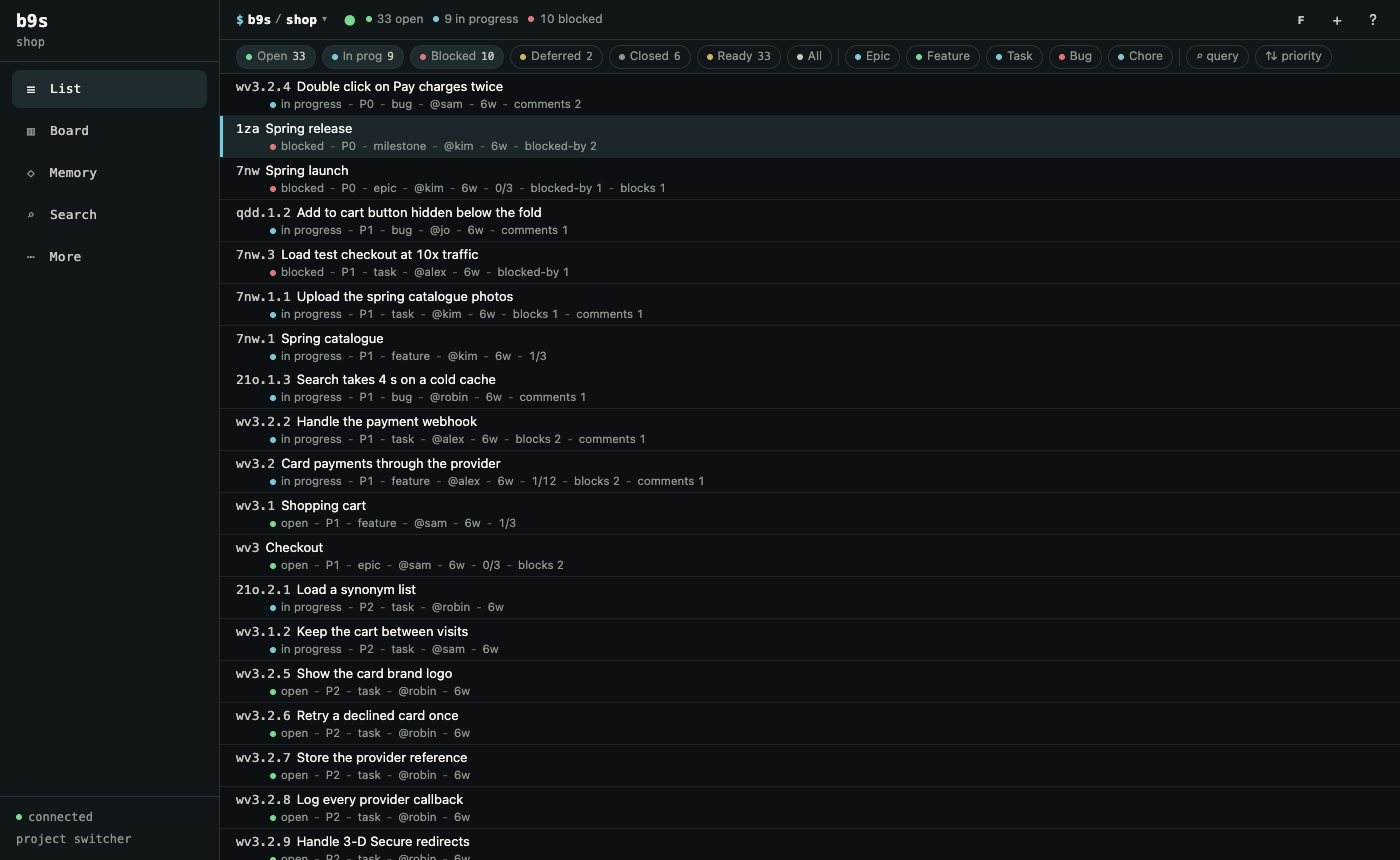 b9s
shop
≡ List
▥ Board
◇ Memory
⌕ Search
⋯ More
connected
project switcher
$ b9s / shop ▾ 33 open 9 in progress 10 blocked F + ?
Open 33 In prog 9 Blocked 10 Deferred 2 Closed 6 Ready 33 All Epic Feature Task Bug Chore ⌕ query ↑↓ priority
wv3.2.4 Double click on Pay charges twice
in progress - P0 - bug - @sam - 6w - comments 2
1za Spring release
blocked - P0 - milestone - @kim - 6w - blocked-by 2
7nw Spring launch
blocked - P0 - epic - @kim - 6w - 0/3 - blocked-by 1 - blocks 1
qdd.1.2 Add to cart button hidden below the fold
in progress - P1 - bug - @jo - 6w - comments 1
7nw.3 Load test checkout at 10x traffic
blocked - P1 - task - @alex - 6w - blocked-by 1
7nw.1.1 Upload the spring catalogue photos
in progress - P1 - task - @kim - 6w - blocks 1 - comments 1
7nw.1 Spring catalogue
in progress - P1 - feature - @kim - 6w - 1/3
21o.1.3 Search takes 4 s on a cold cache
in progress - P1 - bug - @robin - 6w - comments 1
wv3.2.2 Handle the payment webhook
in progress - P1 - task - @alex - 6w - blocks 2 - comments 1
wv3.2 Card payments through the provider
in progress - P1 - feature - @alex - 6w - 1/12 - blocks 2 - comments 1
wv3.1 Shopping cart
open - P1 - feature - @sam - 6w - 1/3
wv3 Checkout
open - P1 - epic - @sam - 6w - 0/3 - blocks 2
21o.2.1 Load a synonym list
in progress - P2 - task - @robin - 6w
wv3.1.2 Keep the cart between visits
in progress - P2 - task - @sam - 6w
wv3.2.5 Show the card brand logo
open - P2 - task - @robin - 6w
wv3.2.6 Retry a declined card once
open - P2 - task - @robin - 6w
wv3.2.7 Store the provider reference
open - P2 - task - @robin - 6w
wv3.2.8 Log every provider callback
open - P2 - task - @robin - 6w
wv3.2.9 Handle 3-D Secure redirects
open - P2 - task - @robin - 6w